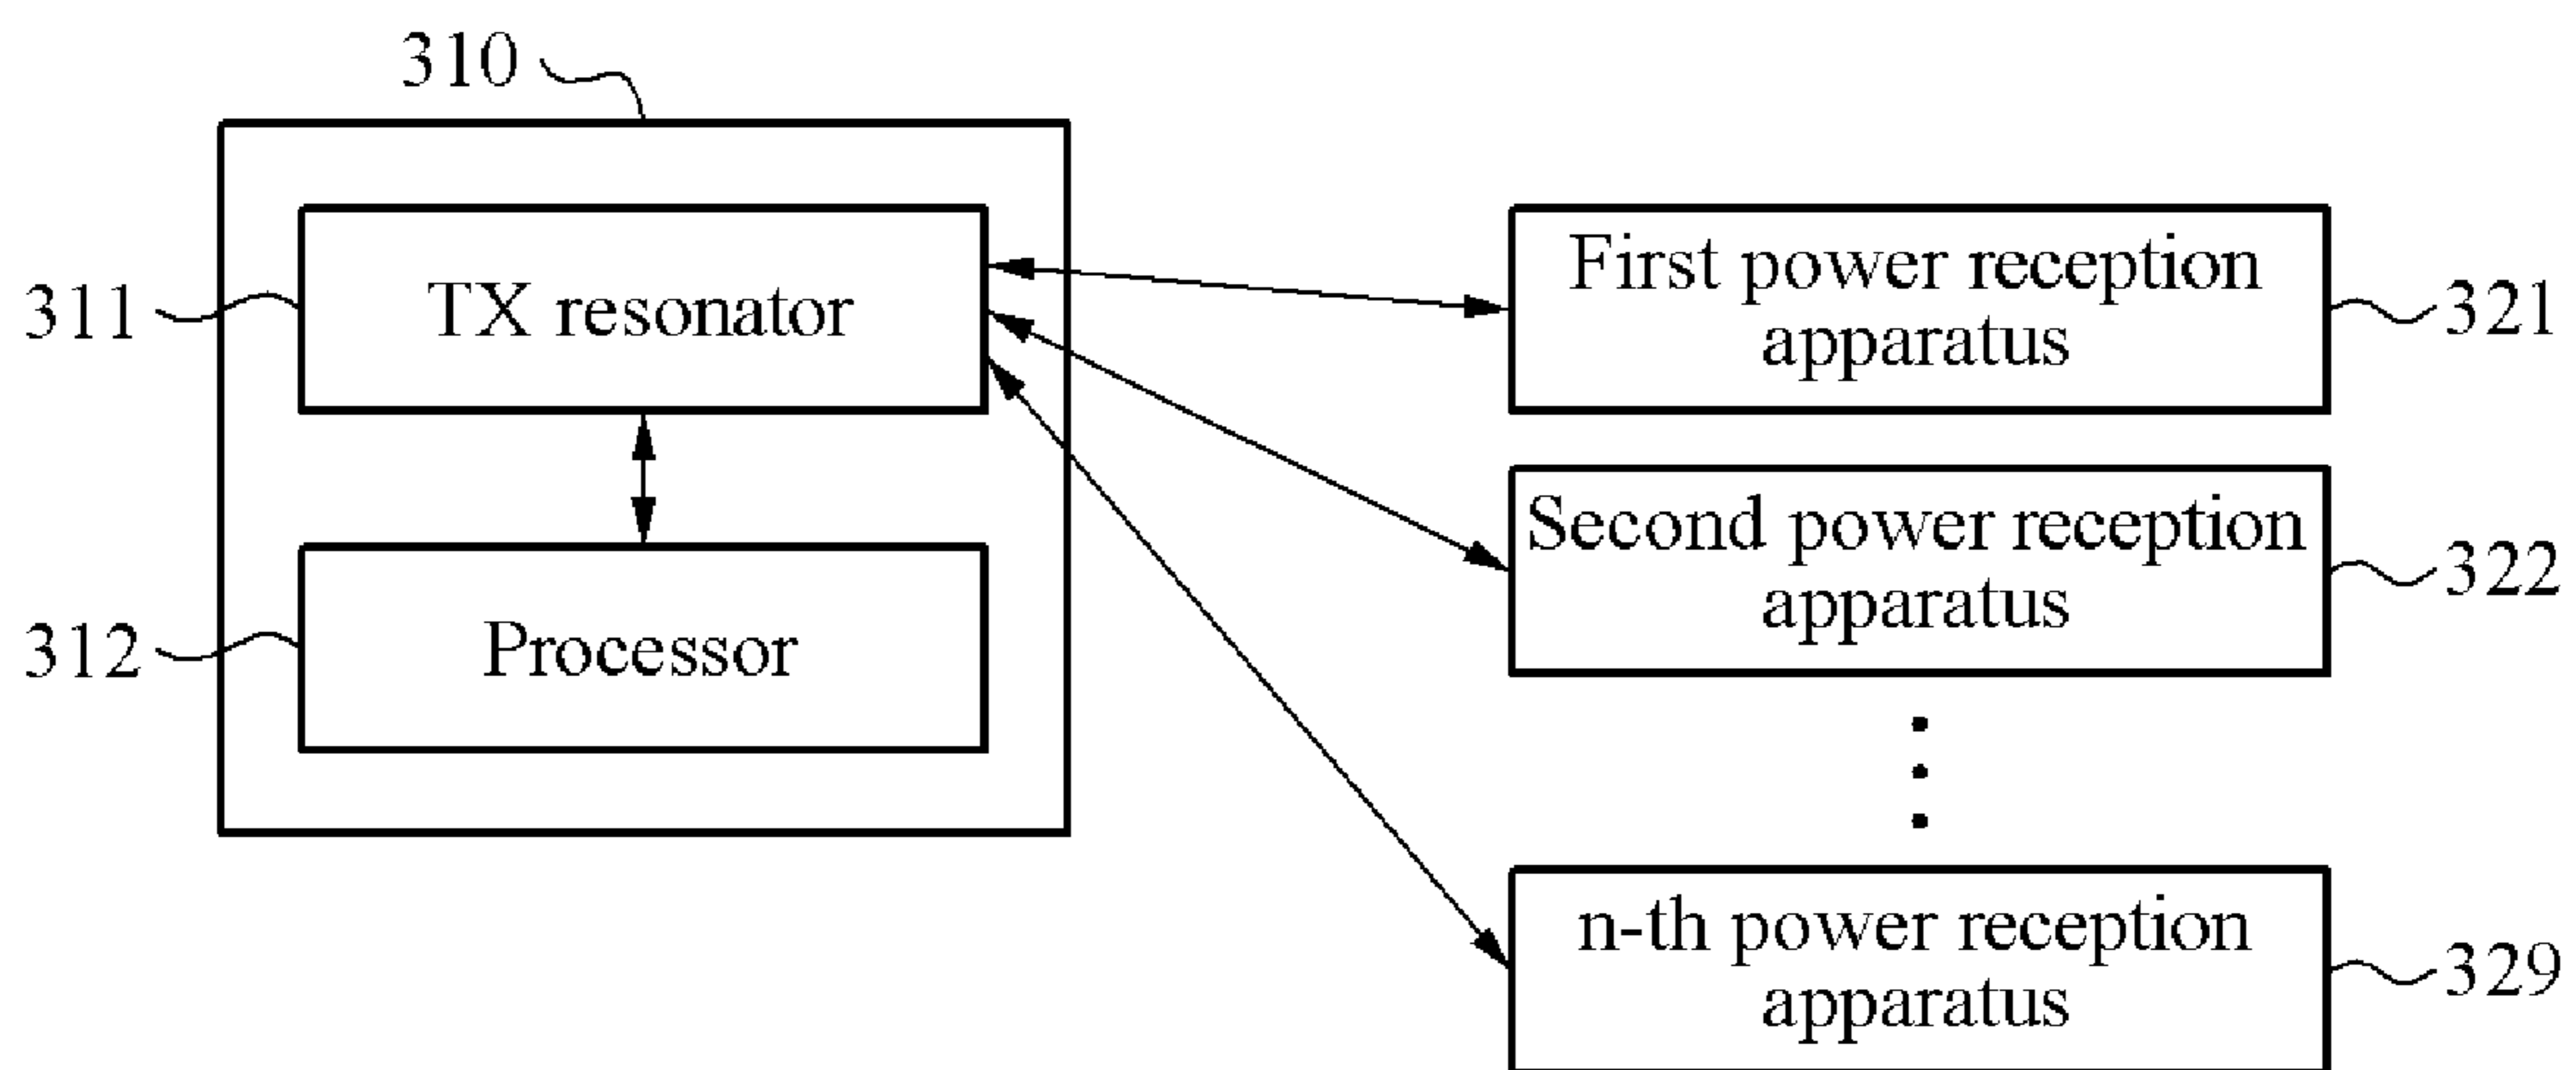 310
311
TX resonator
312
Processor
First power reception
apparatus
321
Second power reception
apparatus
322
n-th power reception
apparatus
329